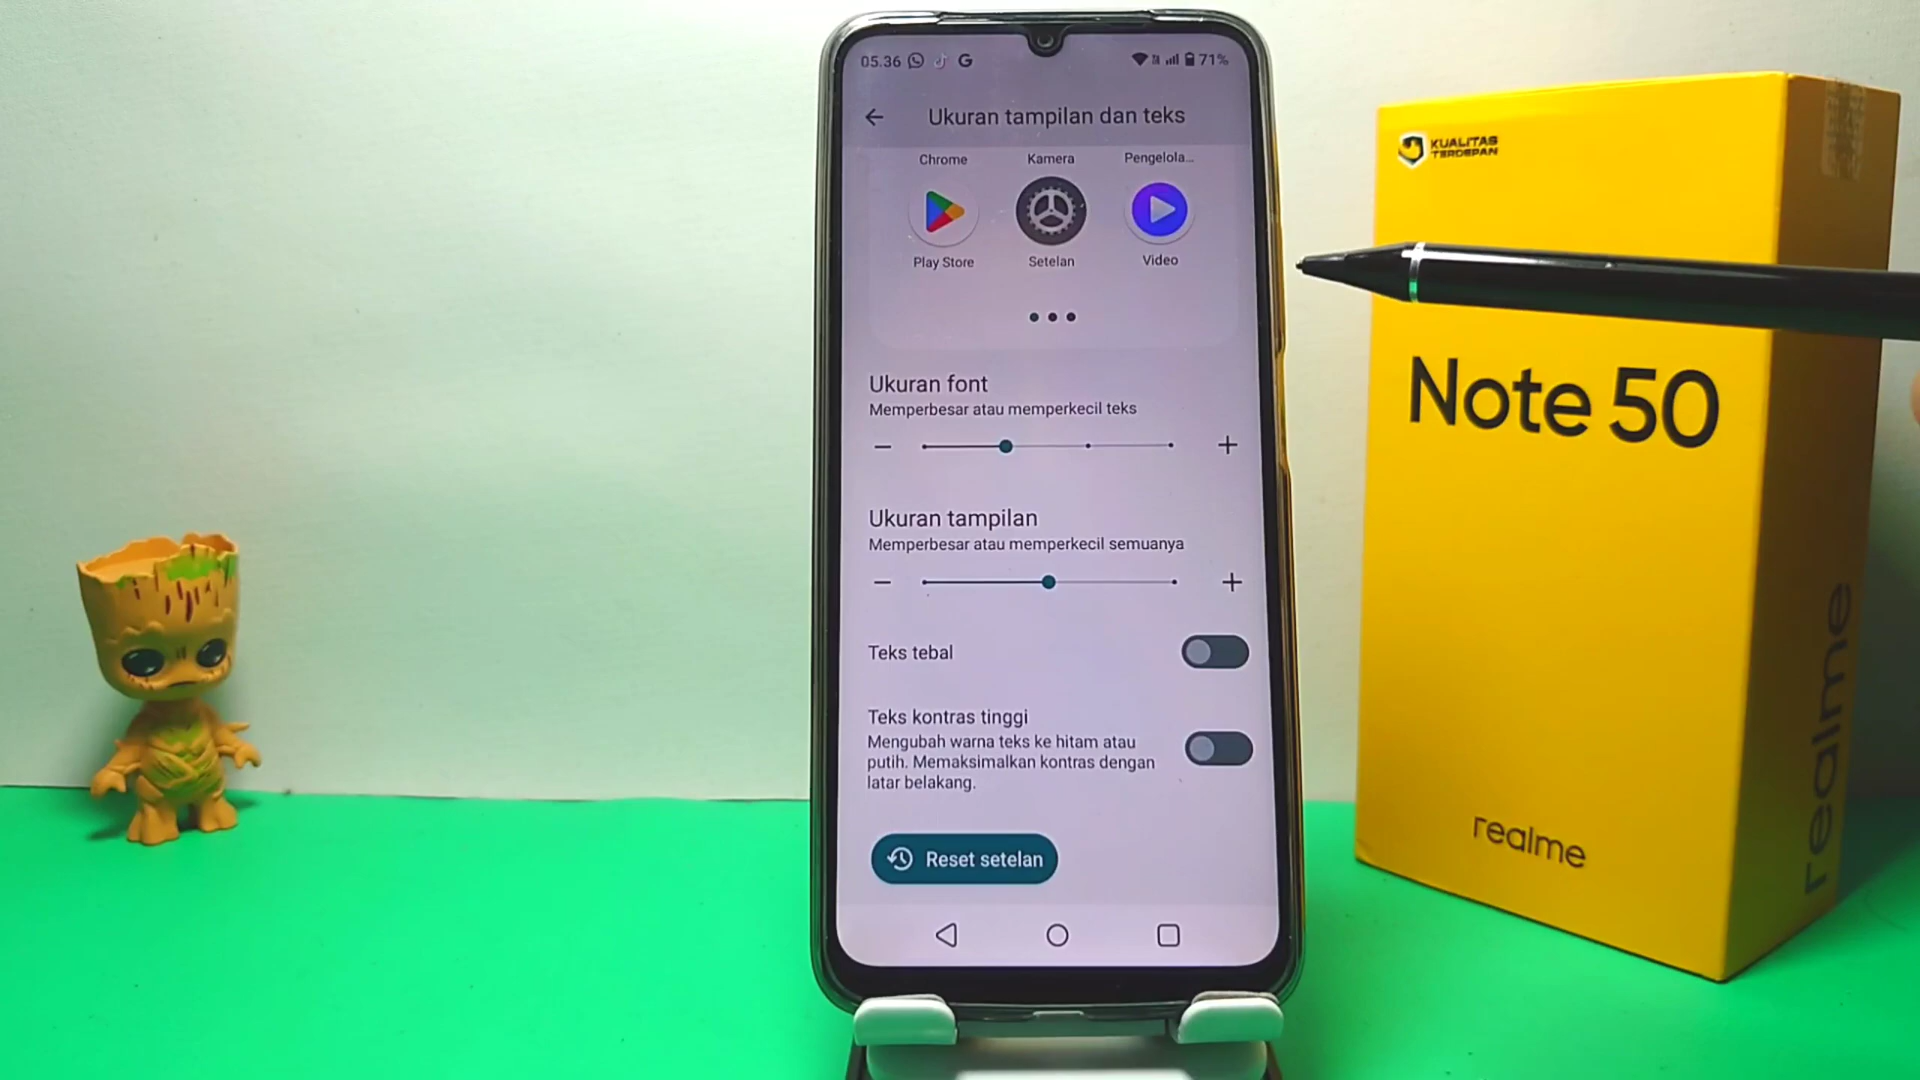 05.36
71%
Ukuran tampilan dan teks
Chrome
Kamera
Pengelola...
Play Store
Setelan
Video
Ukuran font
Memperbesar atau memperkecil teks
Ukuran tampilan
Memperbesar atau memperkecil semuanya
Teks tebal
Teks kontras tinggi
Mengubah warna teks ke hitam atau
putih. Memaksimalkan kontras dengan
latar belakang.
Reset setelan
KUALITAS
TERDEPAN
Note 50
realme
realme